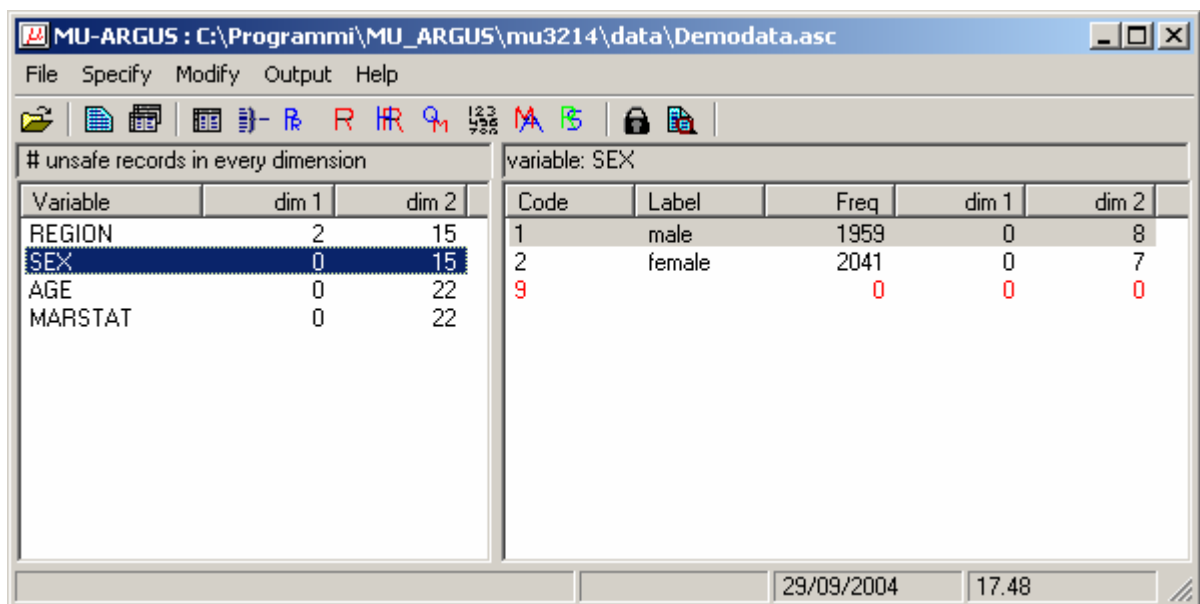 MU-ARGUS : C:\Programmi\MU_ARGUS\mu3214\data\Demodata.asc
File Specify Modify Output Help
# unsafe records in every dimension
Variable dim 1 dim 2
REGION 2 15
SEX 0 15
AGE 0 22
MARSTAT 0 22
variable: SEX
Code Label Freq dim 1 dim 2
1 male 1959 0 8
2 female 2041 0 7
9 0 0 0
29/09/2004 17.48